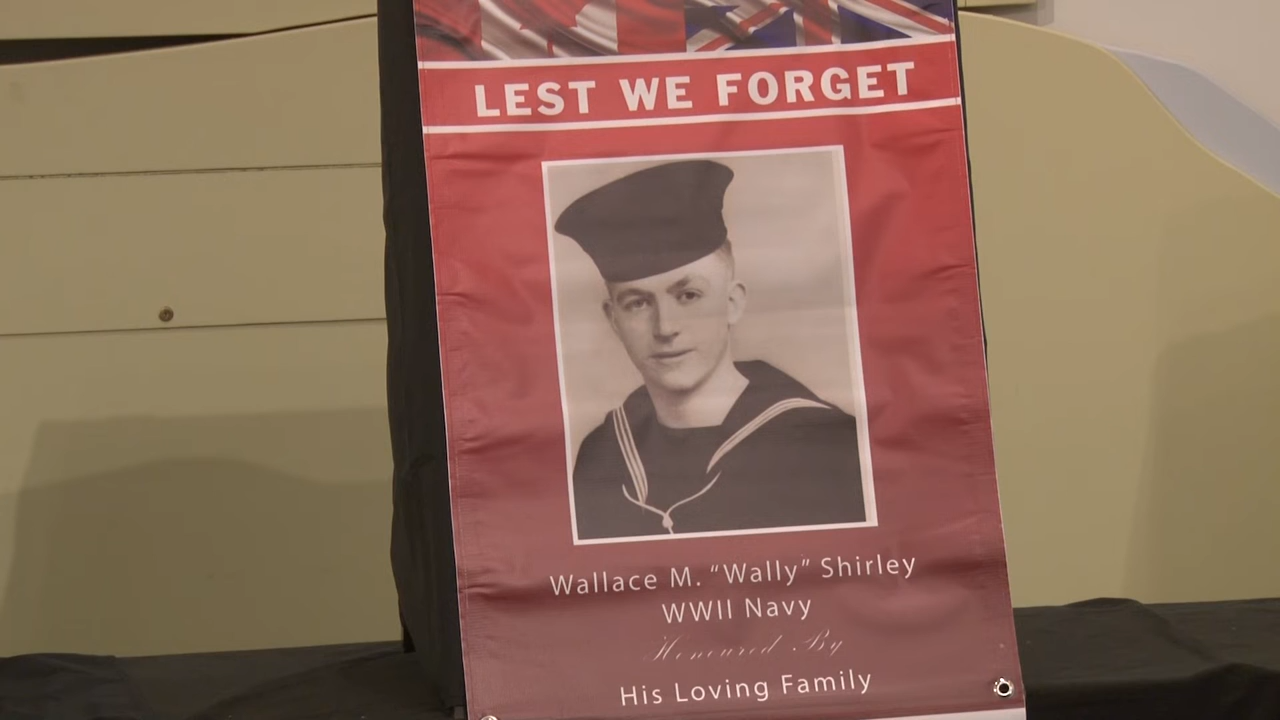 LEST WE FORGET
Wallace M. “Wally” Shirley
WWII Navy
Honoured By
His Loving Family